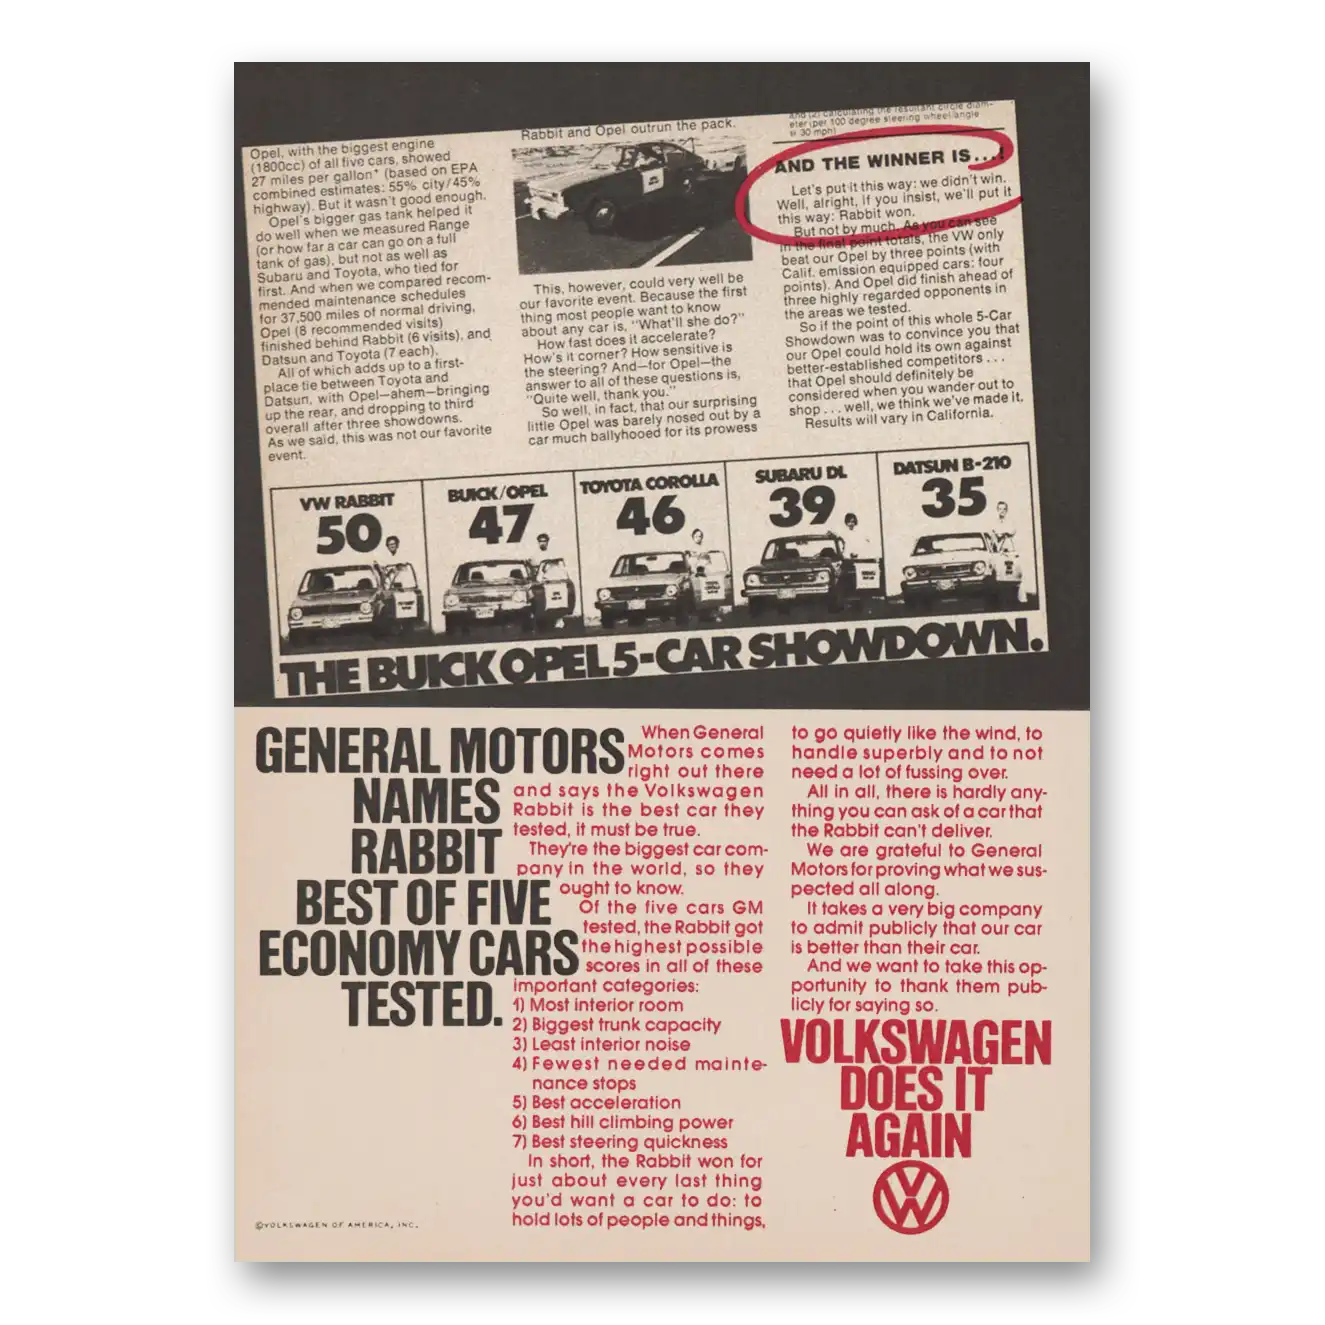 Opel, with the biggest engine
(1800cc) of all five cars, showed
27 miles per gallon* (based on EPA
combined estimates: 55% city/45%
highway). But it wasn't good enough.
Opel's bigger gas tank helped it
do well when we measured Range
(or how far a car can go on a full
tank of gas), but not as well as
Subaru and Toyota, who tied for
first. And when we compared recom-
mended maintenance schedules
for 37,500 miles of normal driving,
Opel (8 recommended visits)
finished behind Rabbit (6 visits), and
Datsun and Toyota (7 each).
All of which adds up to a first-
place tie between Toyota and
Datsun, with Opel—ahem—bringing
up the rear, and dropping to third
overall after three showdowns.
As we said, this was not our favorite
event.
Rabbit and Opel outrun the pack.
This, however, could very well be
our favorite event. Because the first
thing most people want to know
about any car is, "What'll she do?"
How fast does it accelerate?
How's it corner? How sensitive is
the steering? And—for Opel—the
answer to all of these questions is,
"Quite well, thank you."
So well, in fact, that our surprising
little Opel was barely nosed out by a
car much ballyhooed for its prowess
and (2) calculating the resultant circle diam-
eter (per 100 degree steering wheel angle
30 mph)
AND THE WINNER IS...!
Let's put it this way: we didn't win.
Well, alright, if you insist, we'll put it
this way: Rabbit won.
But not by much. As you can see
in the final point totals, the VW only
beat our Opel by three points (with
Calif. emission equipped cars: four
points). And Opel did finish ahead of
three highly regarded opponents in
the areas we tested.
So if the point of this whole 5-Car
Showdown was to convince you that
our Opel could hold its own against
better-established competitors . . .
that Opel should definitely be
considered when you wander out to
shop . . . well, we think we've made it.
Results will vary in California.
VW RABBIT
50
BUICK/OPEL
47
TOYOTA COROLLA
46
SUBARU DL
39
DATSUN B-210
35
THE BUICK OPEL 5-CAR SHOWDOWN.
GENERAL MOTORS
NAMES
RABBIT
BEST OF FIVE
ECONOMY CARS
TESTED.
When General
Motors comes
right out there
and says the Volkswagen
Rabbit is the best car they
tested, it must be true.
They're the biggest car com-
pany in the world, so they
ought to know.
Of the five cars GM
tested, the Rabbit got
the highest possible
scores in all of these
important categories:
1) Most interior room
2) Biggest trunk capacity
3) Least interior noise
4) Fewest needed mainte-
nance stops
5) Best acceleration
6) Best hill climbing power
7) Best steering quickness
In short, the Rabbit won for
just about every last thing
you'd want a car to do: to
hold lots of people and things,
to go quietly like the wind, to
handle superbly and to not
need a lot of fussing over.
All in all, there is hardly any-
thing you can ask of a car that
the Rabbit can't deliver.
We are grateful to General
Motors for proving what we sus-
pected all along.
It takes a very big company
to admit publicly that our car
is better than their car.
And we want to take this op-
portunity to thank them pub-
licly for saying so.
VOLKSWAGEN
DOES IT
AGAIN
©VOLKSWAGEN OF AMERICA, INC.